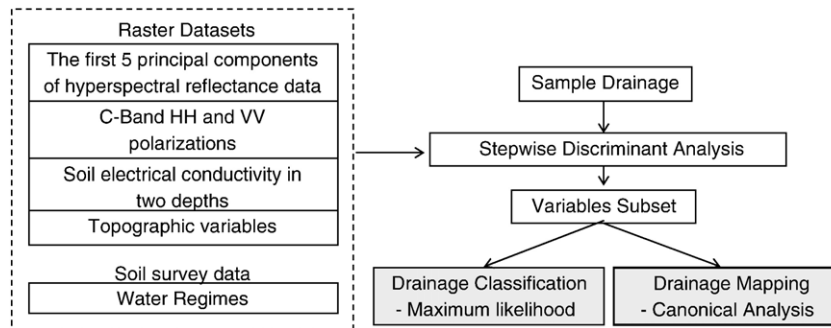 Raster Datasets
The first 5 principal components
of hyperspectral reflectance data
C-Band HH and VV
polarizations
Soil electrical conductivity in
two depths
Topographic variables
Soil survey data
Water Regimes
Sample Drainage
Stepwise Discriminant Analysis
Variables Subset
Drainage Classification
- Maximum likelihood
Drainage Mapping
- Canonical Analysis